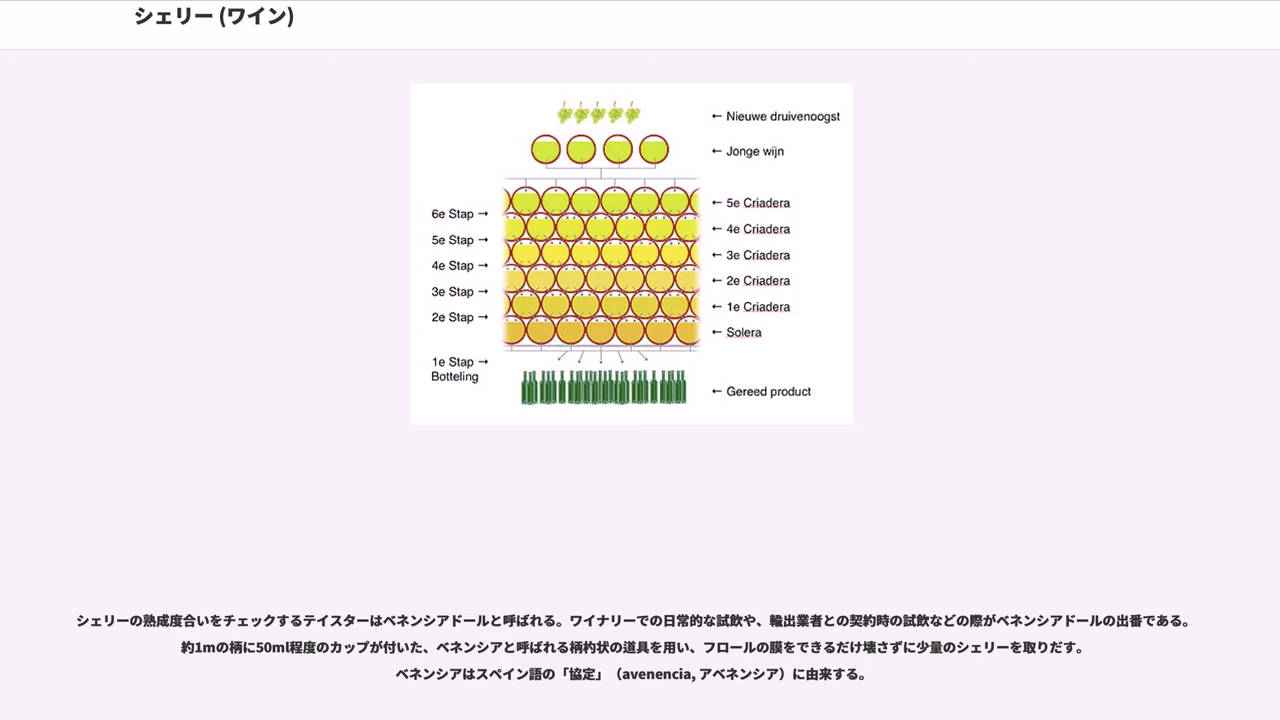 シェリー (ワイン)
← Nieuwe druivenoogst
← Jonge wijn
← 5e Criadera
6e Stap →
← 4e Criadera
5e Stap →
← 3e Criadera
4e Stap →
← 2e Criadera
3e Stap →
← 1e Criadera
2e Stap →
← Solera
1e Stap →
Botteling
← Gereed product
シェリーの熟成度合いをチェックするテイスターはベネンシアドールと呼ばれる。ワイナリーでの日常的な試飲や、輸出業者との契約時の試飲などの際がベネンシアドールの出番である。
約1mの柄に50ml程度のカップが付いた、ベネンシアと呼ばれる柄杓状の道具を用い、フロールの膜をできるだけ壊さずに少量のシェリーを取りだす。
ベネンシアはスペイン語の「協定」（avenencia, アベネンシア）に由来する。